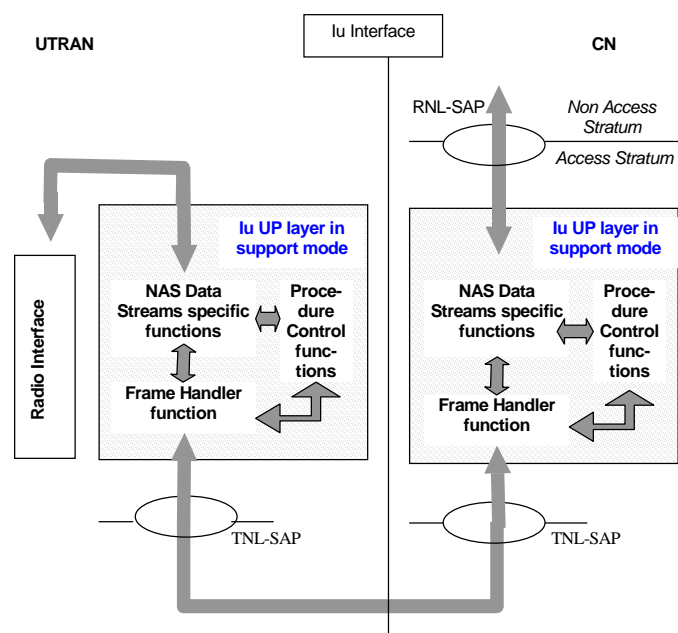 Iu Interface
UTRAN
CN
RNL-SAP
Non Access
Stratum
Access Stratum
Iu UP layer in
support mode
NAS Data
Streams specific
functions
Proce-
dure
Control
func-
tions
Frame Handler
function
Radio Interface
TNL-SAP
Iu UP layer in
support mode
NAS Data
Streams specific
functions
Proce-
dure
Control
func-
tions
Frame Handler
function
TNL-SAP